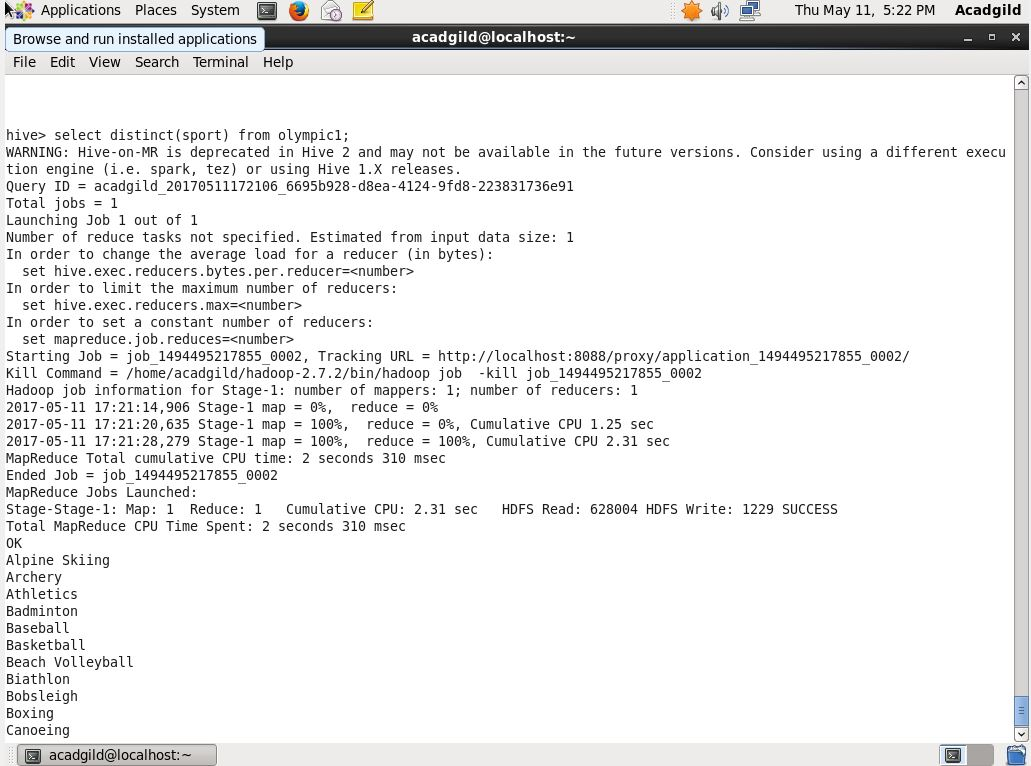 Applications Places System Thu May 11, 5:22 PM Acadgild
Browse and run installed applications
acadgild@localhost:~
File Edit View Search Terminal Help
hive> select distinct(sport) from olympic1;
WARNING: Hive-on-MR is deprecated in Hive 2 and may not be available in the future versions. Consider using a different execu
tion engine (i.e. spark, tez) or using Hive 1.X releases.
Query ID = acadgild_20170511172106_6695b928-d8ea-4124-9fd8-223831736e91
Total jobs = 1
Launching Job 1 out of 1
Number of reduce tasks not specified. Estimated from input data size: 1
In order to change the average load for a reducer (in bytes):
  set hive.exec.reducers.bytes.per.reducer=<number>
In order to limit the maximum number of reducers:
  set hive.exec.reducers.max=<number>
In order to set a constant number of reducers:
  set mapreduce.job.reduces=<number>
Starting Job = job_1494495217855_0002, Tracking URL = http://localhost:8088/proxy/application_1494495217855_0002/
Kill Command = /home/acadgild/hadoop-2.7.2/bin/hadoop job  -kill job_1494495217855_0002
Hadoop job information for Stage-1: number of mappers: 1; number of reducers: 1
2017-05-11 17:21:14,906 Stage-1 map = 0%,  reduce = 0%
2017-05-11 17:21:20,635 Stage-1 map = 100%,  reduce = 0%, Cumulative CPU 1.25 sec
2017-05-11 17:21:28,279 Stage-1 map = 100%,  reduce = 100%, Cumulative CPU 2.31 sec
MapReduce Total cumulative CPU time: 2 seconds 310 msec
Ended Job = job_1494495217855_0002
MapReduce Jobs Launched:
Stage-Stage-1: Map: 1  Reduce: 1   Cumulative CPU: 2.31 sec   HDFS Read: 628004 HDFS Write: 1229 SUCCESS
Total MapReduce CPU Time Spent: 2 seconds 310 msec
OK
Alpine Skiing
Archery
Athletics
Badminton
Baseball
Basketball
Beach Volleyball
Biathlon
Bobsleigh
Boxing
Canoeing
acadgild@localhost:~